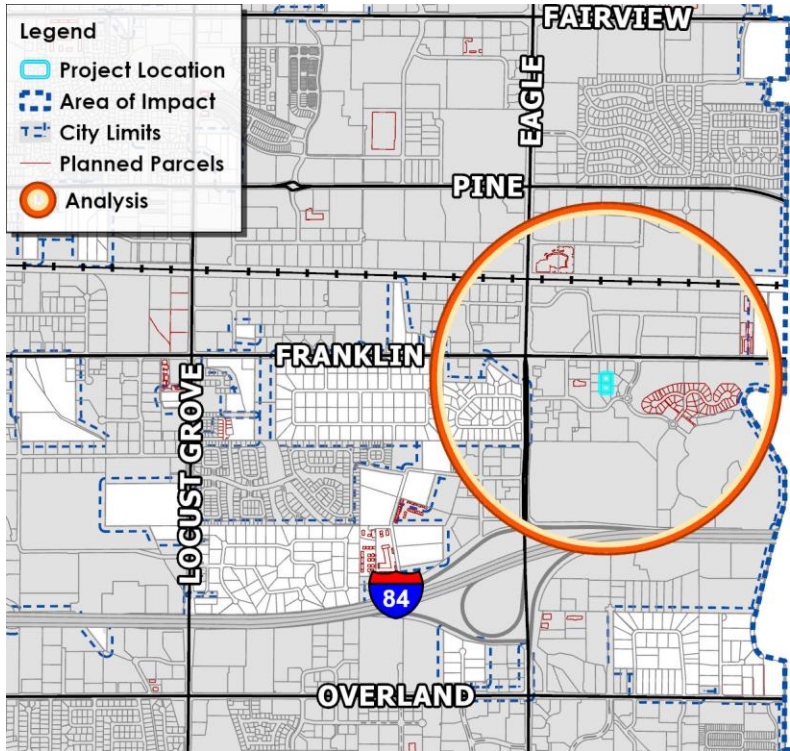 Legend
Project Location
Area of Impact
City Limits
Planned Parcels
Analysis
FAIRVIEW
EAGLE
PINE
FRANKLIN
LOCUST GROVE
84
OVERLAND